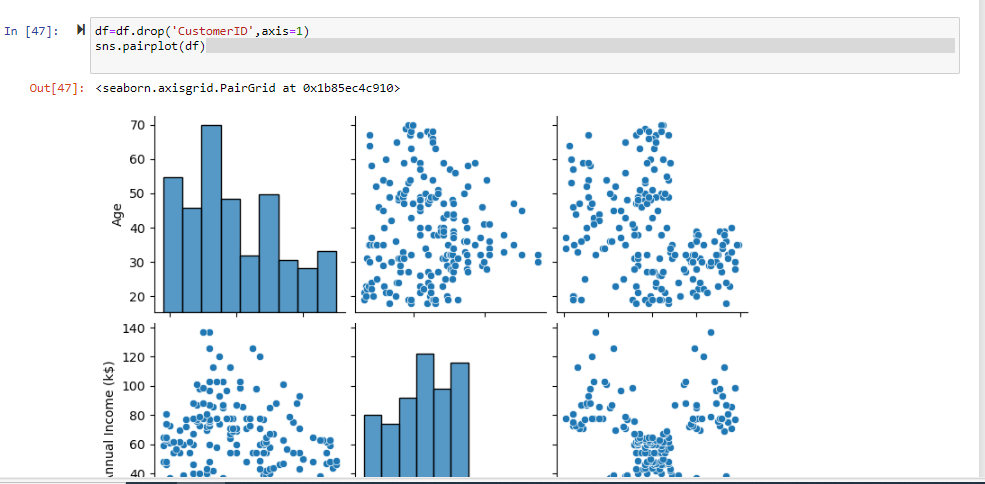 In [47]:
df=df.drop('CustomerID',axis=1)
sns.pairplot(df)
Out[47]: <seaborn.axisgrid.PairGrid at 0x1b85ec4c910>
70
60
50
40
30
20
Age
140
120
100
80
60
40
nnual Income (k$)